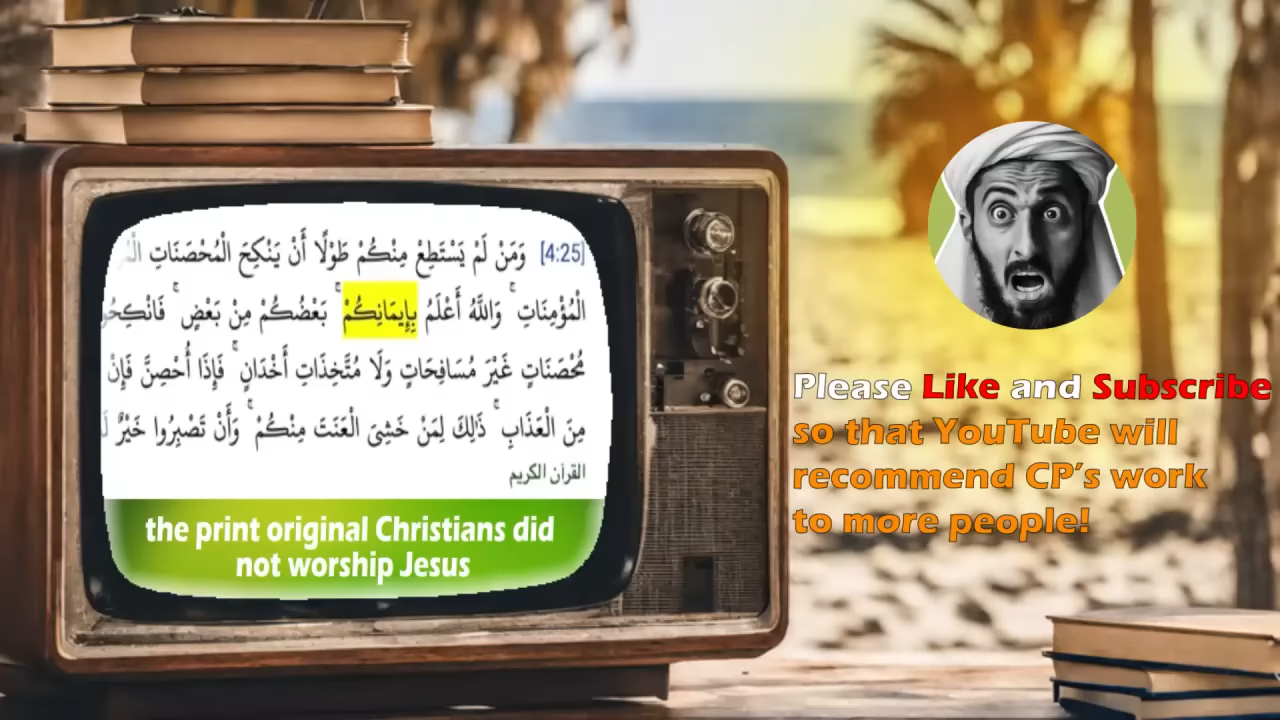 [4:25] وَمَنْ لَمْ يَسْتَطِعْ مِنْكُمْ طَوْلًا أَنْ يَنْكِحَ الْمُحْصَنَاتِ
الْمُؤْمِنَاتِ ۚ وَاللَّهُ أَعْلَمُ بِإِيمَانِكُمْ ۚ بَعْضُكُمْ مِنْ بَعْضٍ ۚ
مُحْصَنَاتٍ غَيْرَ مُسَافِحَاتٍ وَلَا مُتَّخِذَاتِ أَخْدَانٍ ۚ فَإِذَا أُحْصِنَّ فَإِنْ
مِنَ الْعَذَابِ ۚ ذَٰلِكَ لِمَنْ خَشِيَ الْعَنَتَ مِنْكُمْ ۚ وَأَنْ تَصْبِرُوا خَيْرٌ
القرآن الكريم
the print original Christians did
not worship Jesus
Please Like and Subscribe
so that YouTube will
recommend CP's work
to more people!